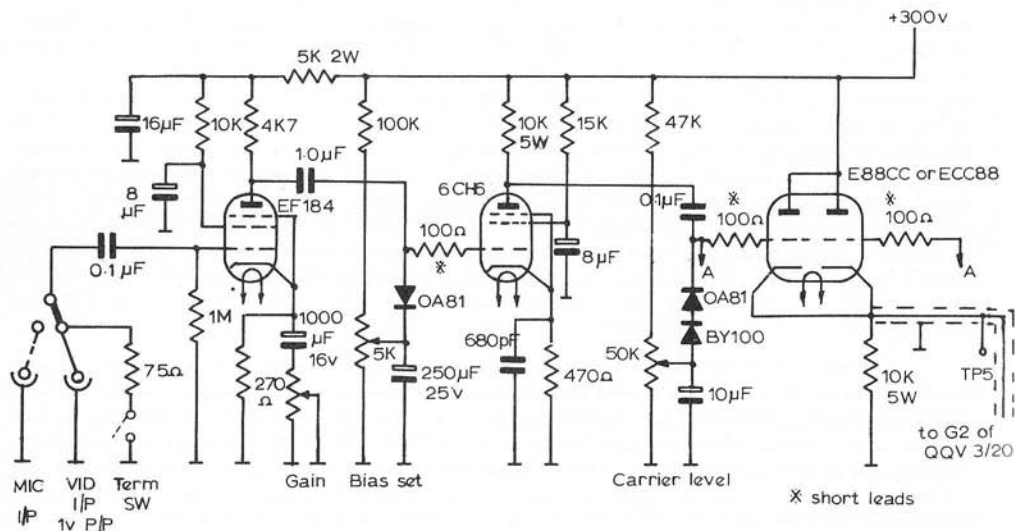 +300v
5K 2W
16µF
10K
4K7
100K
10K
5W
15K
47K
1.0µF
8
µF
EF184
6CH6
E88CC or ECC88
0.1µF
100Ω
※
100Ω
※
100Ω
※
8µF
A
A
0.1µF
OA81
OA81
BY100
1M
1000
µF
16v
5K
680pF
50K
75Ω
270
Ω
250µF
25V
470Ω
10µF
10K
5W
TP5
to G2 of
QQV 3/20
MIC
I/P
VID
I/P
1v P/P
Term
SW
Gain
Bias set
Carrier level
※ short leads